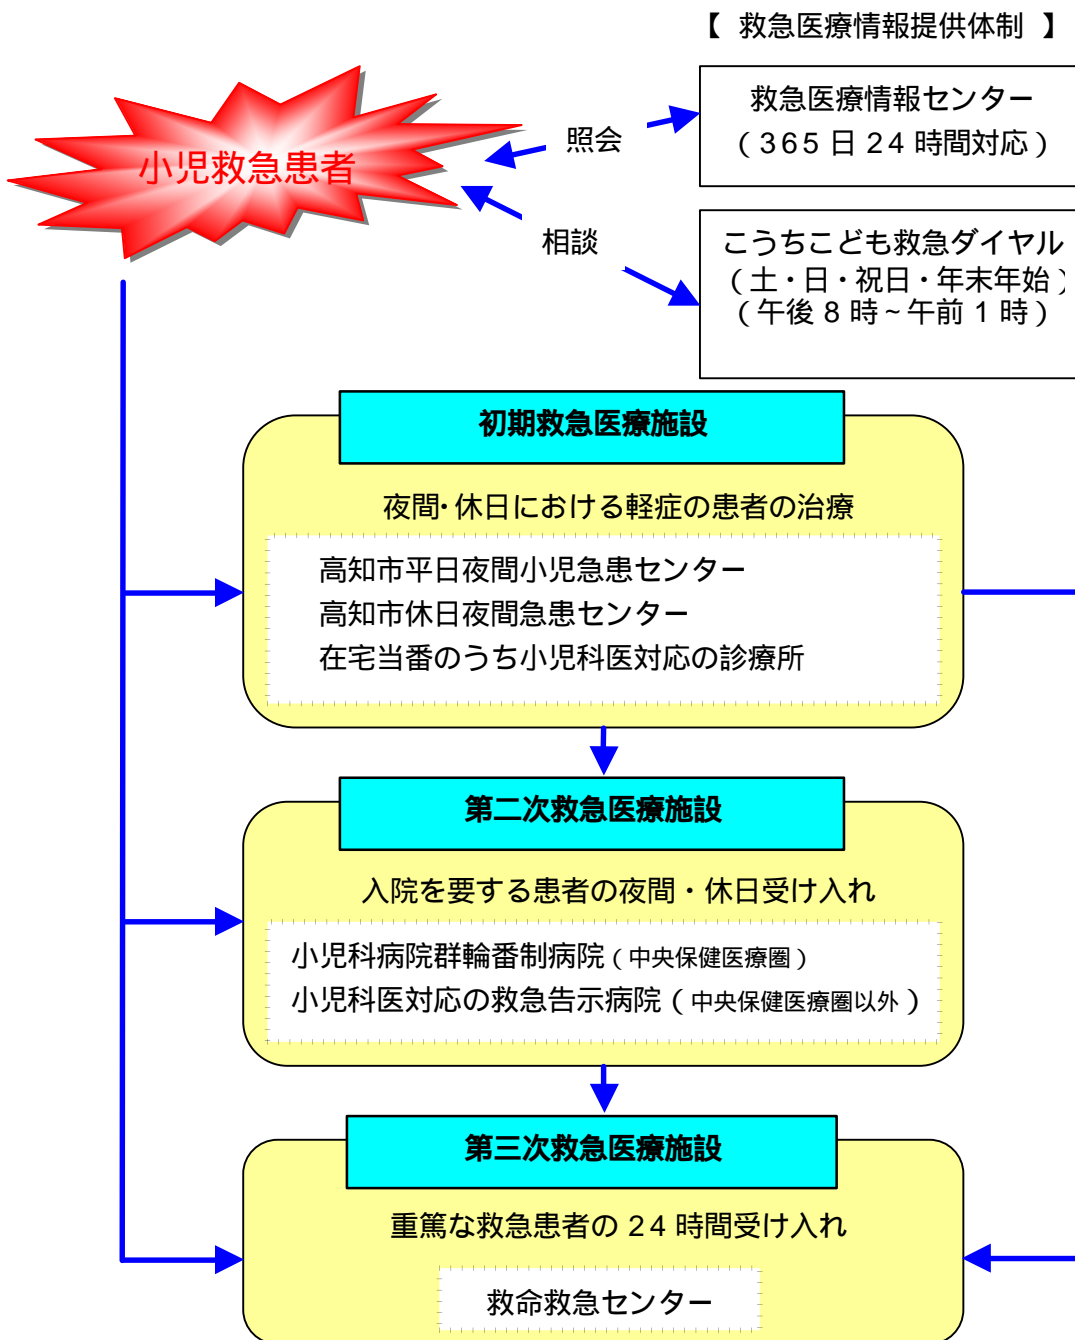 【 救急医療情報提供体制 】
救急医療情報センター
（365日24時間対応）
小児救急患者
照会
相談
こうちこども救急ダイヤル
（土・日・祝日・年末年始）
（午後8時~午前1時）
初期救急医療施設
夜間・休日における軽症の患者の治療
高知市平日夜間小児急患センター
高知市休日夜間急患センター
在宅当番のうち小児科医対応の診療所
第二次救急医療施設
入院を要する患者の夜間・休日受け入れ
小児科病院群輪番制病院（中央保健医療圏）
小児科医対応の救急告示病院（中央保健医療圏以外）
第三次救急医療施設
重篤な救急患者の24時間受け入れ
救命救急センター